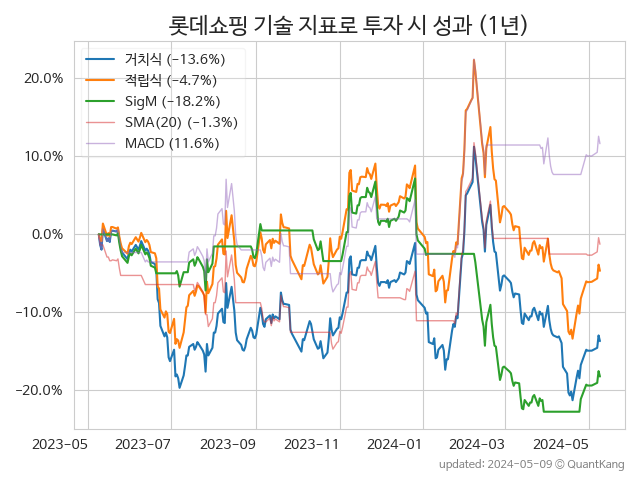 롯데쇼핑 기술 지표로 투자 시 성과 (1년)
거치식 (−13.6%)
적립식 (−4.7%)
SigM (−18.2%)
SMA(20) (−1.3%)
MACD (11.6%)
20.0%
10.0%
0.0%
−10.0%
−20.0%
2023-05 2023-07 2023-09 2023-11 2024-01 2024-03 2024-05
updated: 2024-05-09 © QuantKang